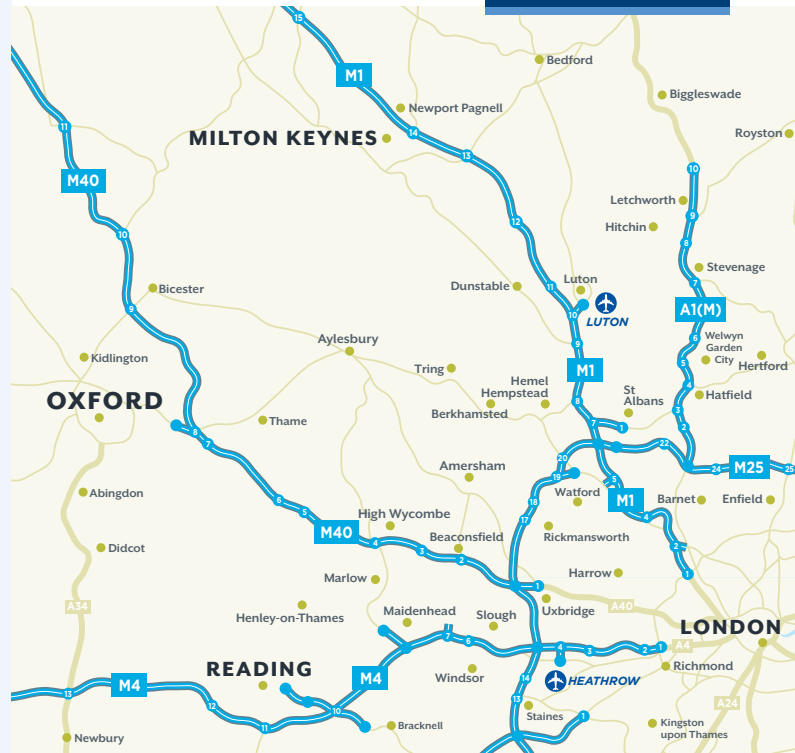 15
M1
Bedford
Biggleswade
11
Newport Pagnell
14
Royston
MILTON KEYNES
13
10
M40
Letchworth
9
12
Hitchin
10
8
Stevenage
7
Bicester
Dunstable
11
Luton
9
10
LUTON
A1(M)
Aylesbury
9
6
Welwyn
Garden
City
Kidlington
5
Hertford
Tring
M1
4
Hemel
Hempstead
St
Albans
Hatfield
OXFORD
Berkhamsted
8
3
Thame
7
1
2
8
7
20
22
Amersham
19
5
24
M25
25
Abingdon
6
18
Watford
M1
Barnet
Enfield
5
High Wycombe
17
4
M40
Rickmansworth
Didcot
4
Beaconsfield
3
2
2
Marlow
Harrow
1
1
A34
Henley-on-Thames
Maidenhead
Slough
Uxbridge
A40
7
6
4
3
2
1
A4
LONDON
READING
M4
Windsor
14
HEATHROW
Richmond
M4
13
13
A24
12
10
Staines
1
11
Bracknell
Kingston
upon Thames
Newbury